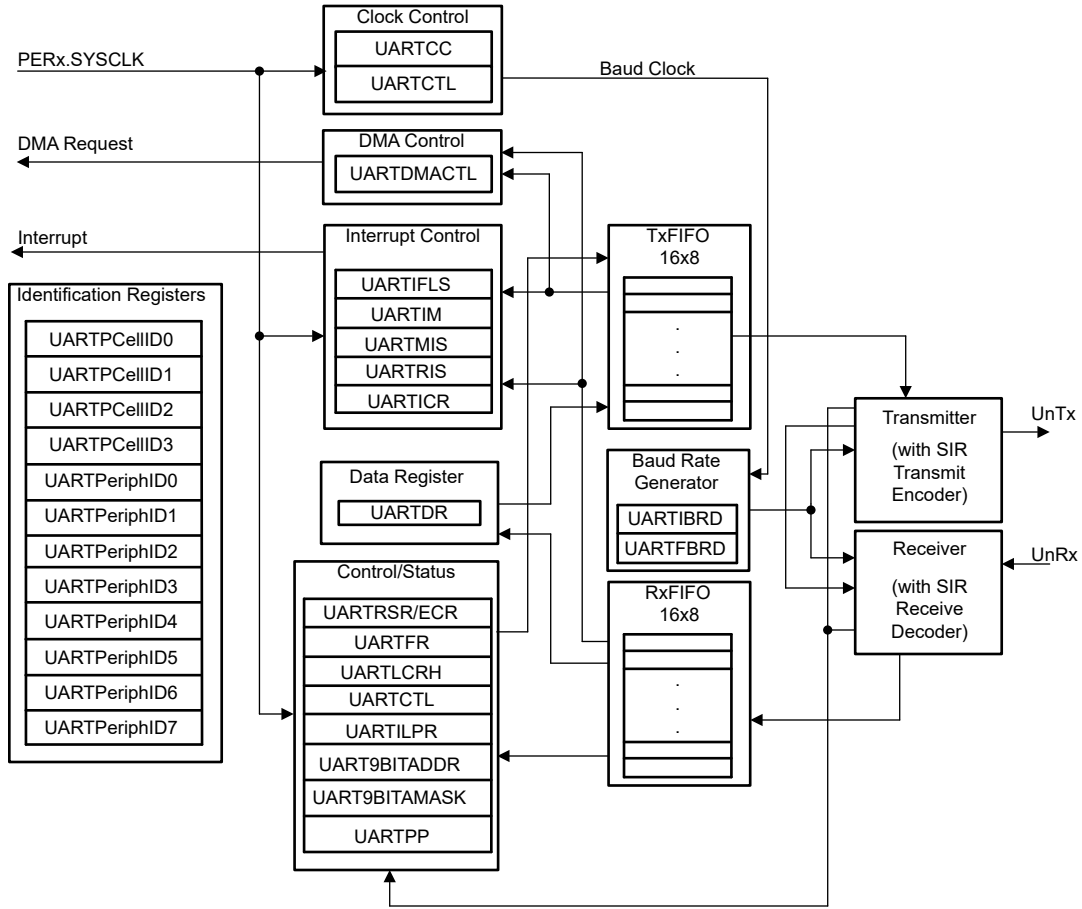 Clock Control
UARTCC
UARTCTL
PERx.SYSCLK
Baud Clock
DMA Request
DMA Control
UARTDMACTL
Interrupt
Interrupt Control
UARTIFLS
UARTIM
UARTMIS
UARTRIS
UARTICR
TxFIFO
16x8
.
.
.
Identification Registers
UARTPCellID0
UARTPCellID1
UARTPCellID2
UARTPCellID3
UARTPeriphID0
UARTPeriphID1
UARTPeriphID2
UARTPeriphID3
UARTPeriphID4
UARTPeriphID5
UARTPeriphID6
UARTPeriphID7
Data Register
UARTDR
Baud Rate
Generator
UARTIBRD
UARTFBRD
Transmitter
(with SIR
Transmit
Encoder)
UnTx
Receiver
(with SIR
Receive
Decoder)
UnRx
Control/Status
UARTRSR/ECR
UARTFR
UARTLCRH
UARTCTL
UARTILPR
UART9BITADDR
UART9BITAMASK
UARTPP
RxFIFO
16x8
.
.
.